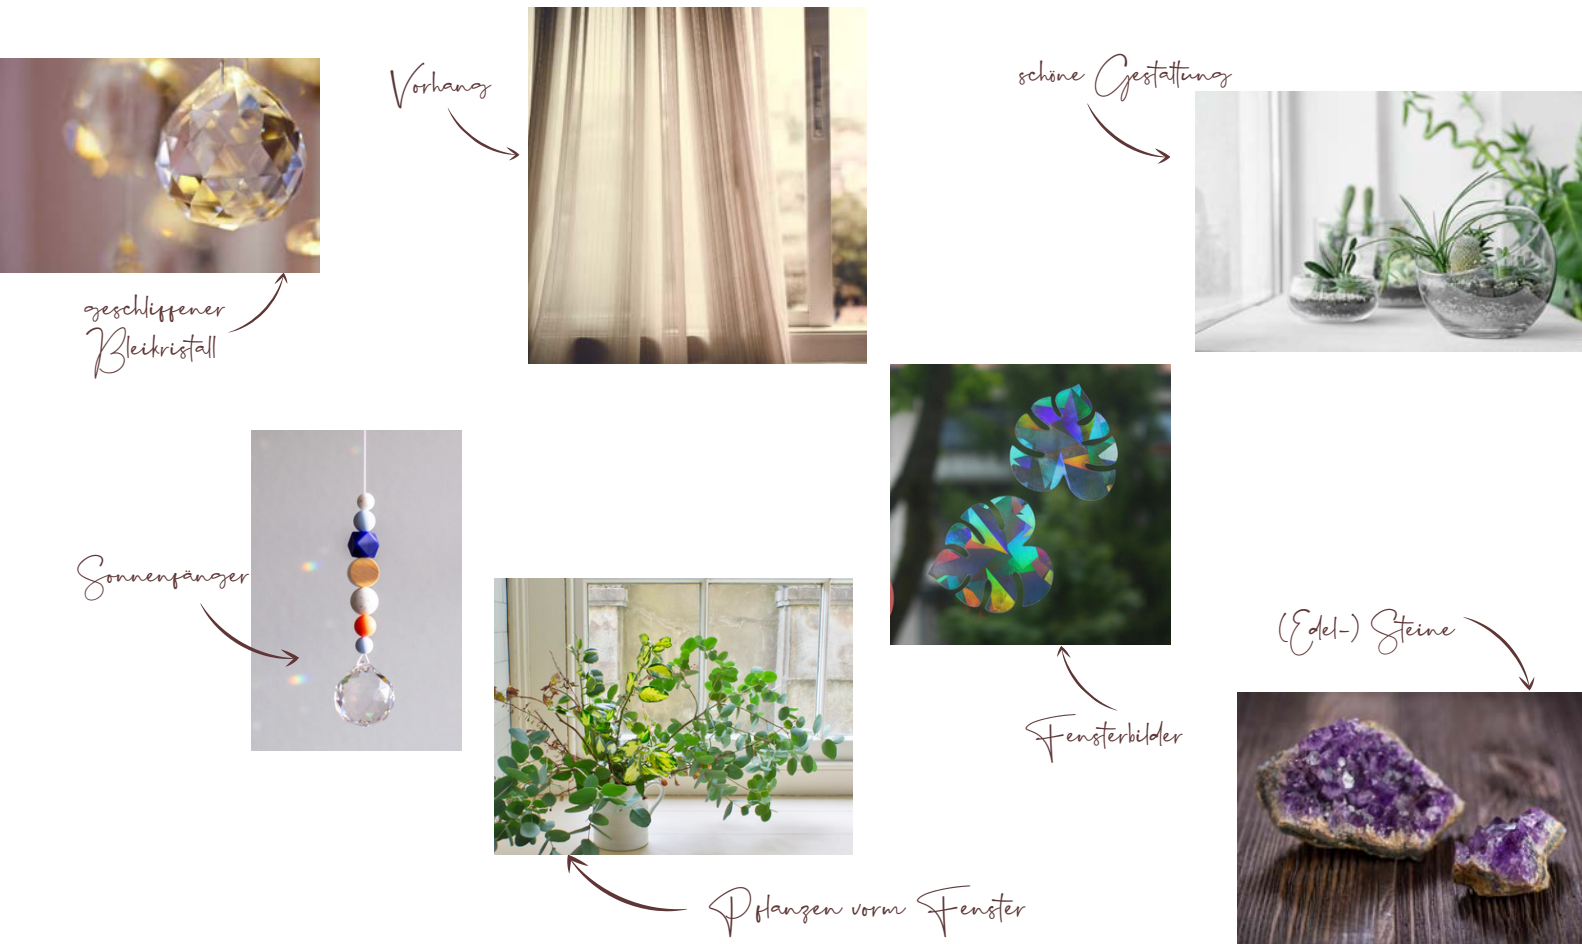 Vorhang
schöne Gestaltung
geschliffener
Bleikristall
Sonnenfänger
(Edel-) Steine
Fensterbilder
Pflanzen vorm Fenster